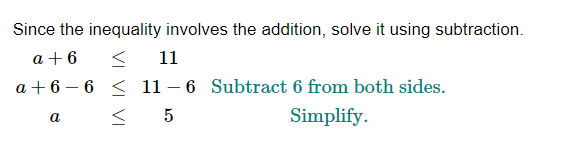 Since the inequality involves the addition, solve it using subtraction.
a + 6 ≤ 11
a + 6 − 6 ≤ 11 − 6 Subtract 6 from both sides.
a ≤ 5 Simplify.